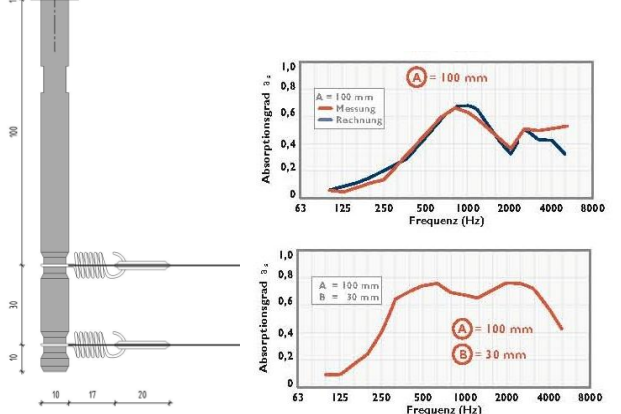 100
30
10
10 17 20
Absorptionsgrad a s
1,0
0,8
0,6
0,4
0,2
0
A = 100 mm
A = 100 mm
Messung
Rechnung
63 125 250 500 1000 2000 4000 8000
Frequenz (Hz)
Absorptionsgrad a s
1,0
0,8
0,6
0,4
0,2
0
A = 100 mm
B = 30 mm
A = 100 mm
B = 30 mm
63 125 250 500 1000 2000 4000 8000
Frequenz (Hz)